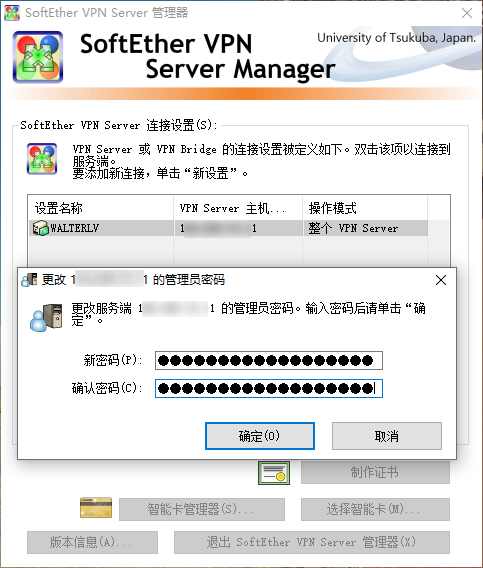 SoftEther VPN Server 管理器
SoftEther VPN
Server Manager
University of Tsukuba, Japan.
SoftEther VPN Server 连接设置(S):
VPN Server 或 VPN Bridge 的连接设置被定义如下。双击该项以连接到
服务端。
要添加新连接，单击“新设置”。
设置名称 VPN Server 主机... 操作模式
WALTERLV 1 1 整个 VPN Server
更改 1 1 的管理员密码
更改服务端 1 1 的管理员密码。输入密码后请单击“确
定”。
新密码(P): ●●●●●●●●●●●●●●●●●●
确认密码(C): ●●●●●●●●●●●●●●●●●●
确定(O) 取消
制作证书
智能卡管理器(S)... 选择智能卡(M)...
版本信息(A)... 退出 SoftEther VPN Server 管理器(X)